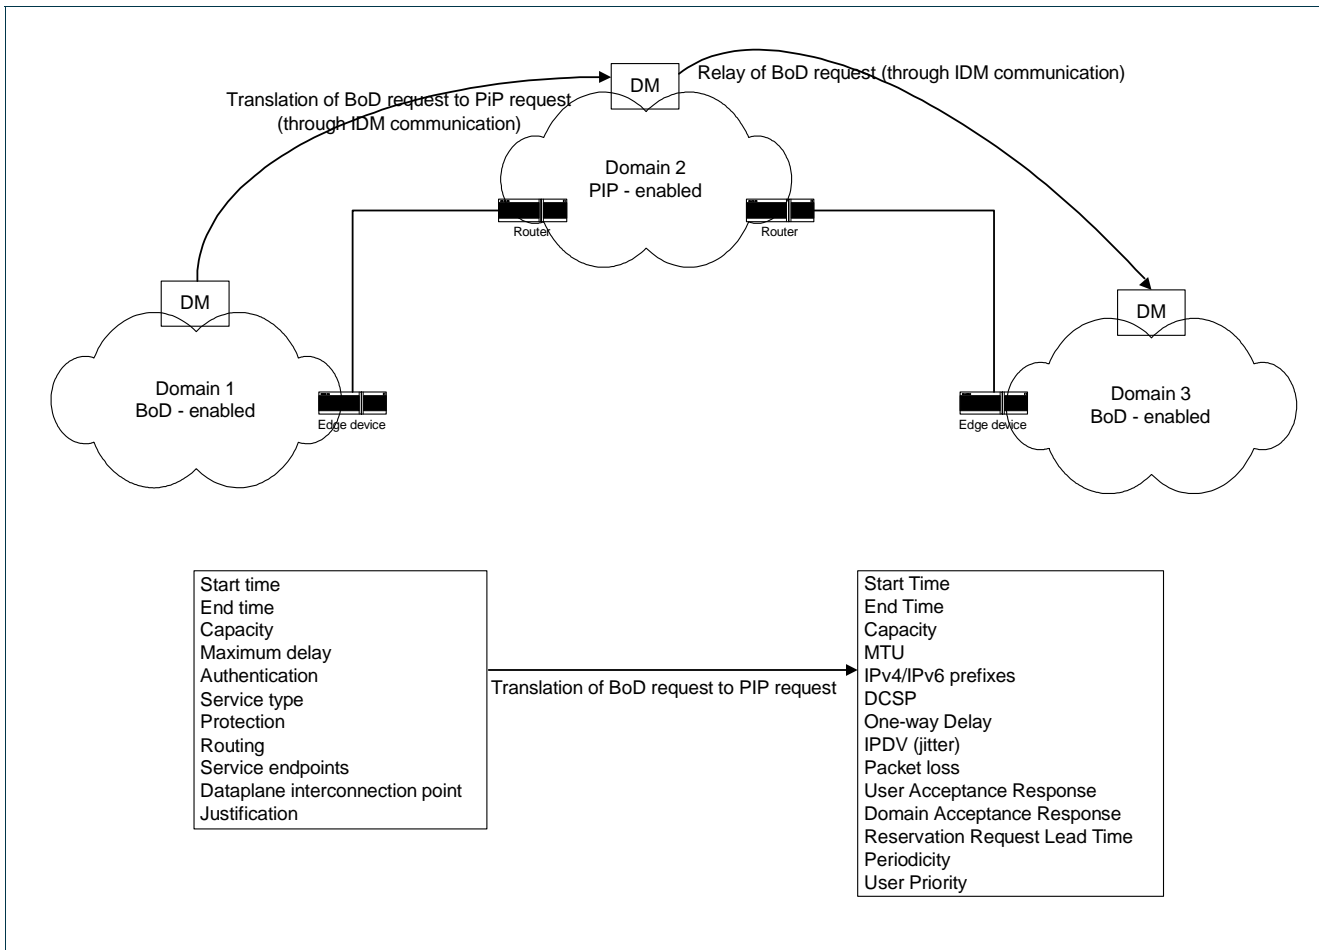 DM
Relay of BoD request (through IDM communication)
Translation of BoD request to PiP request
(through IDM communication)
Domain 2
PIP - enabled
Router
Router
DM
DM
Domain 1
BoD - enabled
Edge device
Domain 3
BoD - enabled
Edge device
Start time
End time
Capacity
Maximum delay
Authentication
Service type
Protection
Routing
Service endpoints
Dataplane interconnection point
Justification
Translation of BoD request to PIP request
Start Time
End Time
Capacity
MTU
IPv4/IPv6 prefixes
DCSP
One-way Delay
IPDV (jitter)
Packet loss
User Acceptance Response
Domain Acceptance Response
Reservation Request Lead Time
Periodicity
User Priority